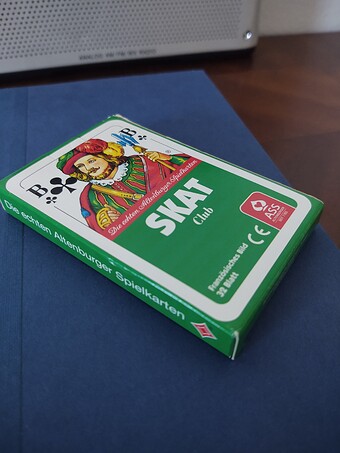 B
B
Die echten Altenburger Spielkarten
SKAT
Club
ASS
Französisches Bild
32 Blatt
CE
Die echten Altenburger Spielkarten